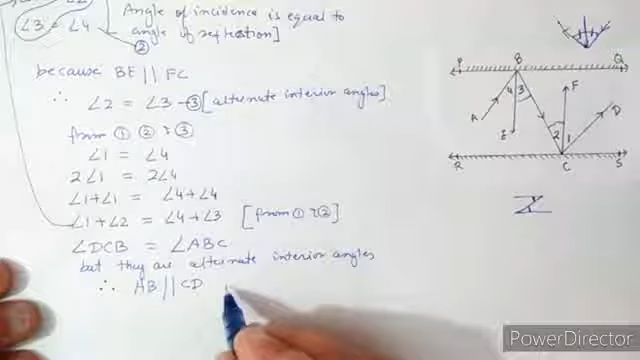 Angle of incidence is equal to
∠3 = ∠4 angle of reflection]
②
because BE || FC
∴ ∠2 = ∠3 - ③ [alternate interior angles]
from ① ② & ③
∠1 = ∠4
2∠1 = 2∠4
∠1 + ∠1 = ∠4 + ∠4
∠1 + ∠2 = ∠4 + ∠3 [from ① & ②]
∠DCB = ∠ABC
but they are alternate interior angles
∴ AB || CD
P B Q
4 3 F
A D
E 2 1
R C S
PowerDirector